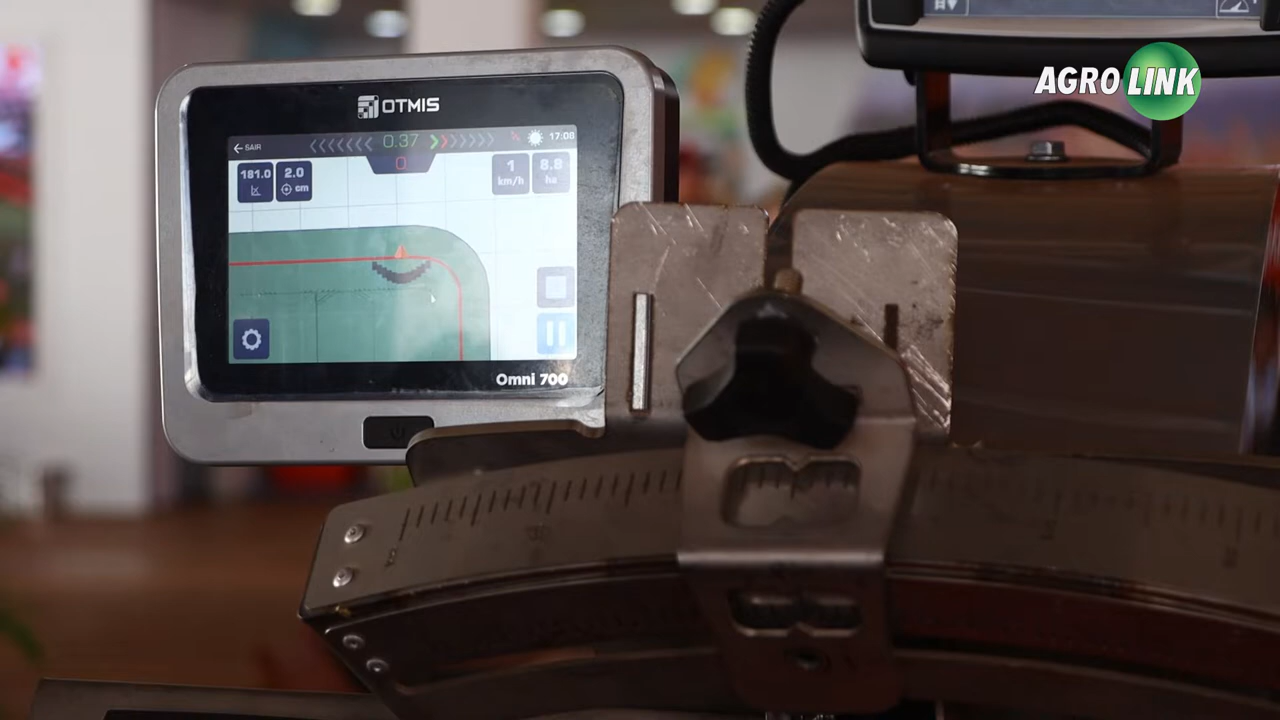 AGRO LINK
OTMIS
← SAIR
0.37
17:08
0
181.0
2.0
cm
1
km/h
8.8
ha
Omni 700